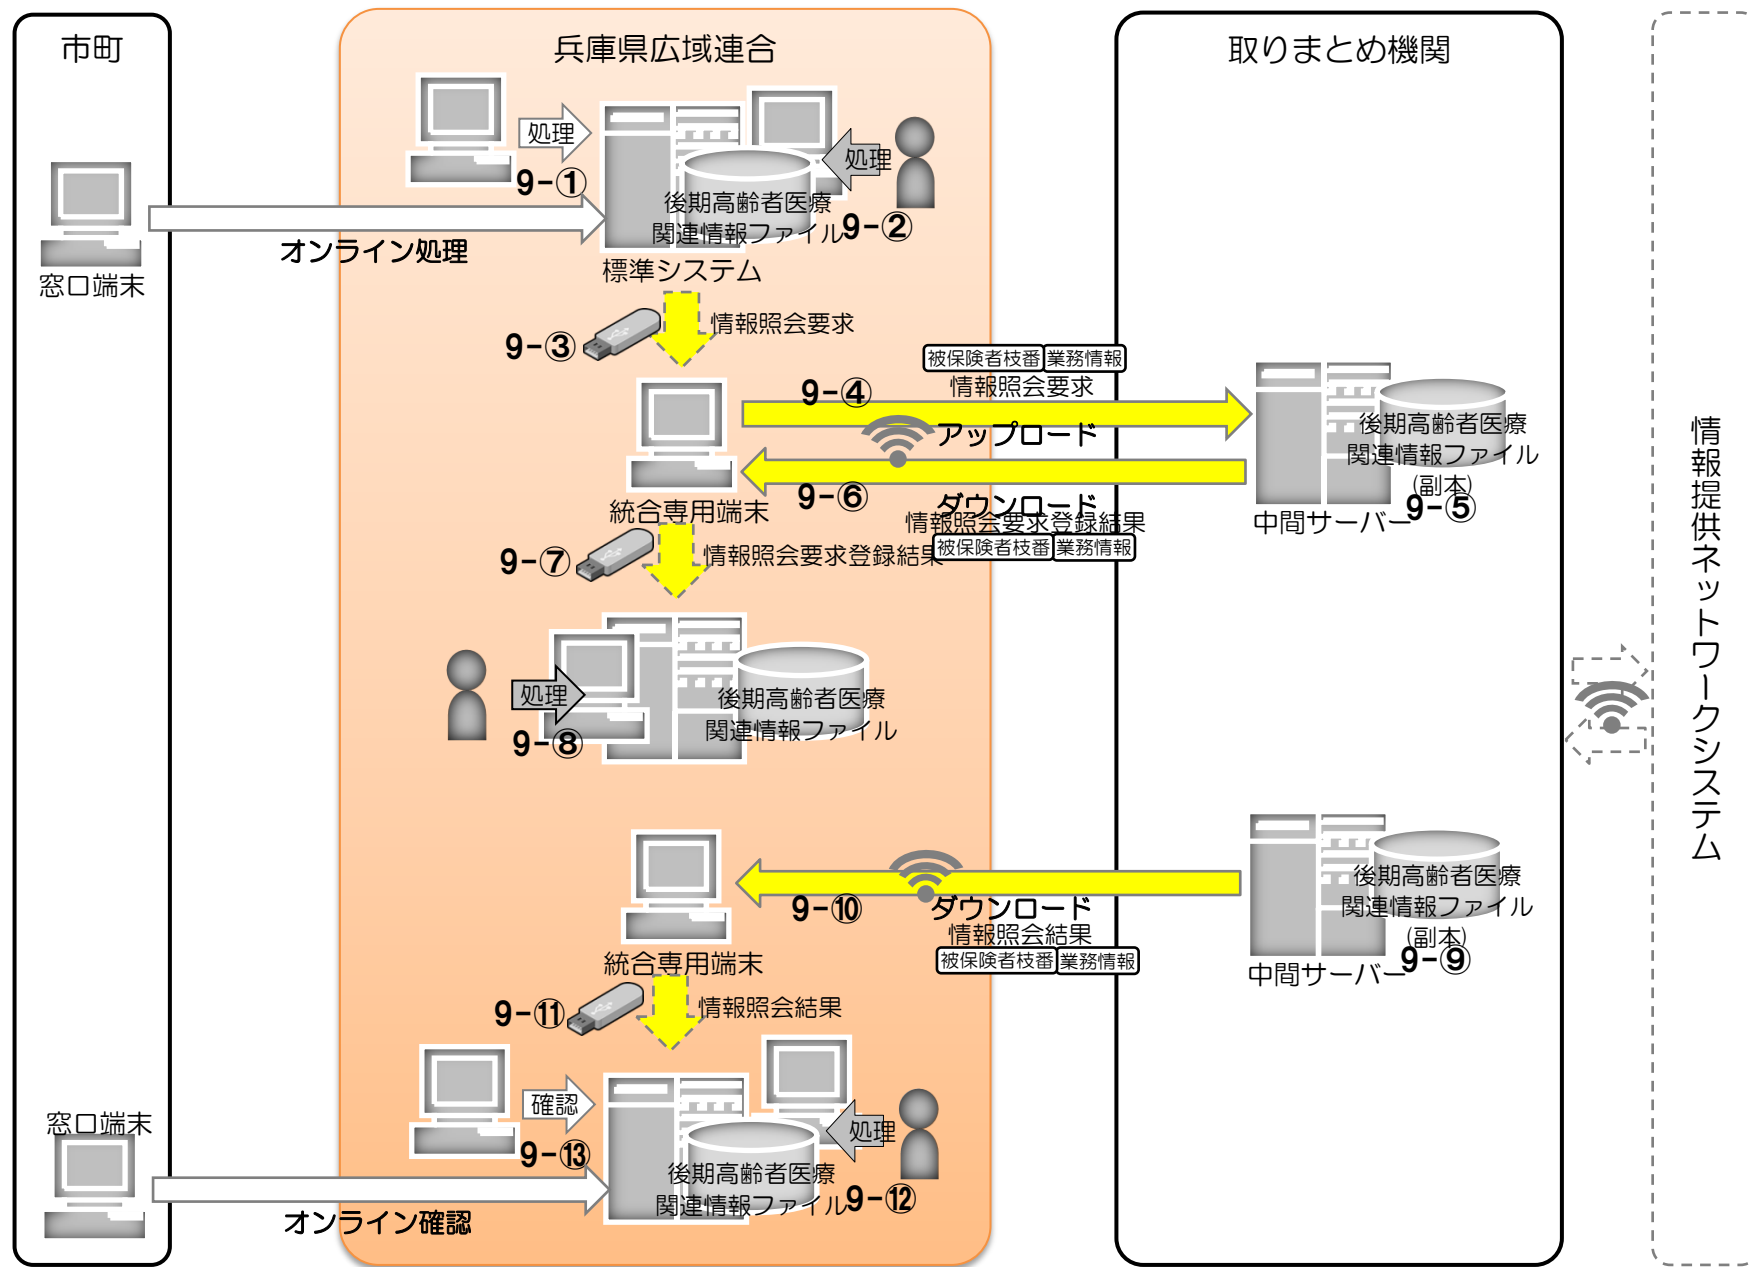 市町
兵庫県広域連合
取りまとめ機関
処理
処理
9-①
後期高齢者医療
関連情報ファイル
9-②
オンライン処理
窓口端末
標準システム
9-③
情報照会要求
被保険者枝番 業務情報
情報照会要求
9-④
アップロード
後期高齢者医療
関連情報ファイル
(副本)
9-⑤
中間サーバー
9-⑥
ダウンロード
統合専用端末
情報照会要求登録結果
被保険者枝番 業務情報
9-⑦
情報照会要求登録結果
処理
9-⑧
後期高齢者医療
関連情報ファイル
情報提供ネットワークシステム
後期高齢者医療
関連情報ファイル
(副本)
9-⑨
中間サーバー
9-⑩
ダウンロード
情報照会結果
被保険者枝番 業務情報
統合専用端末
9-⑪
情報照会結果
確認
処理
窓口端末
9-⑬
後期高齢者医療
関連情報ファイル
9-⑫
オンライン確認